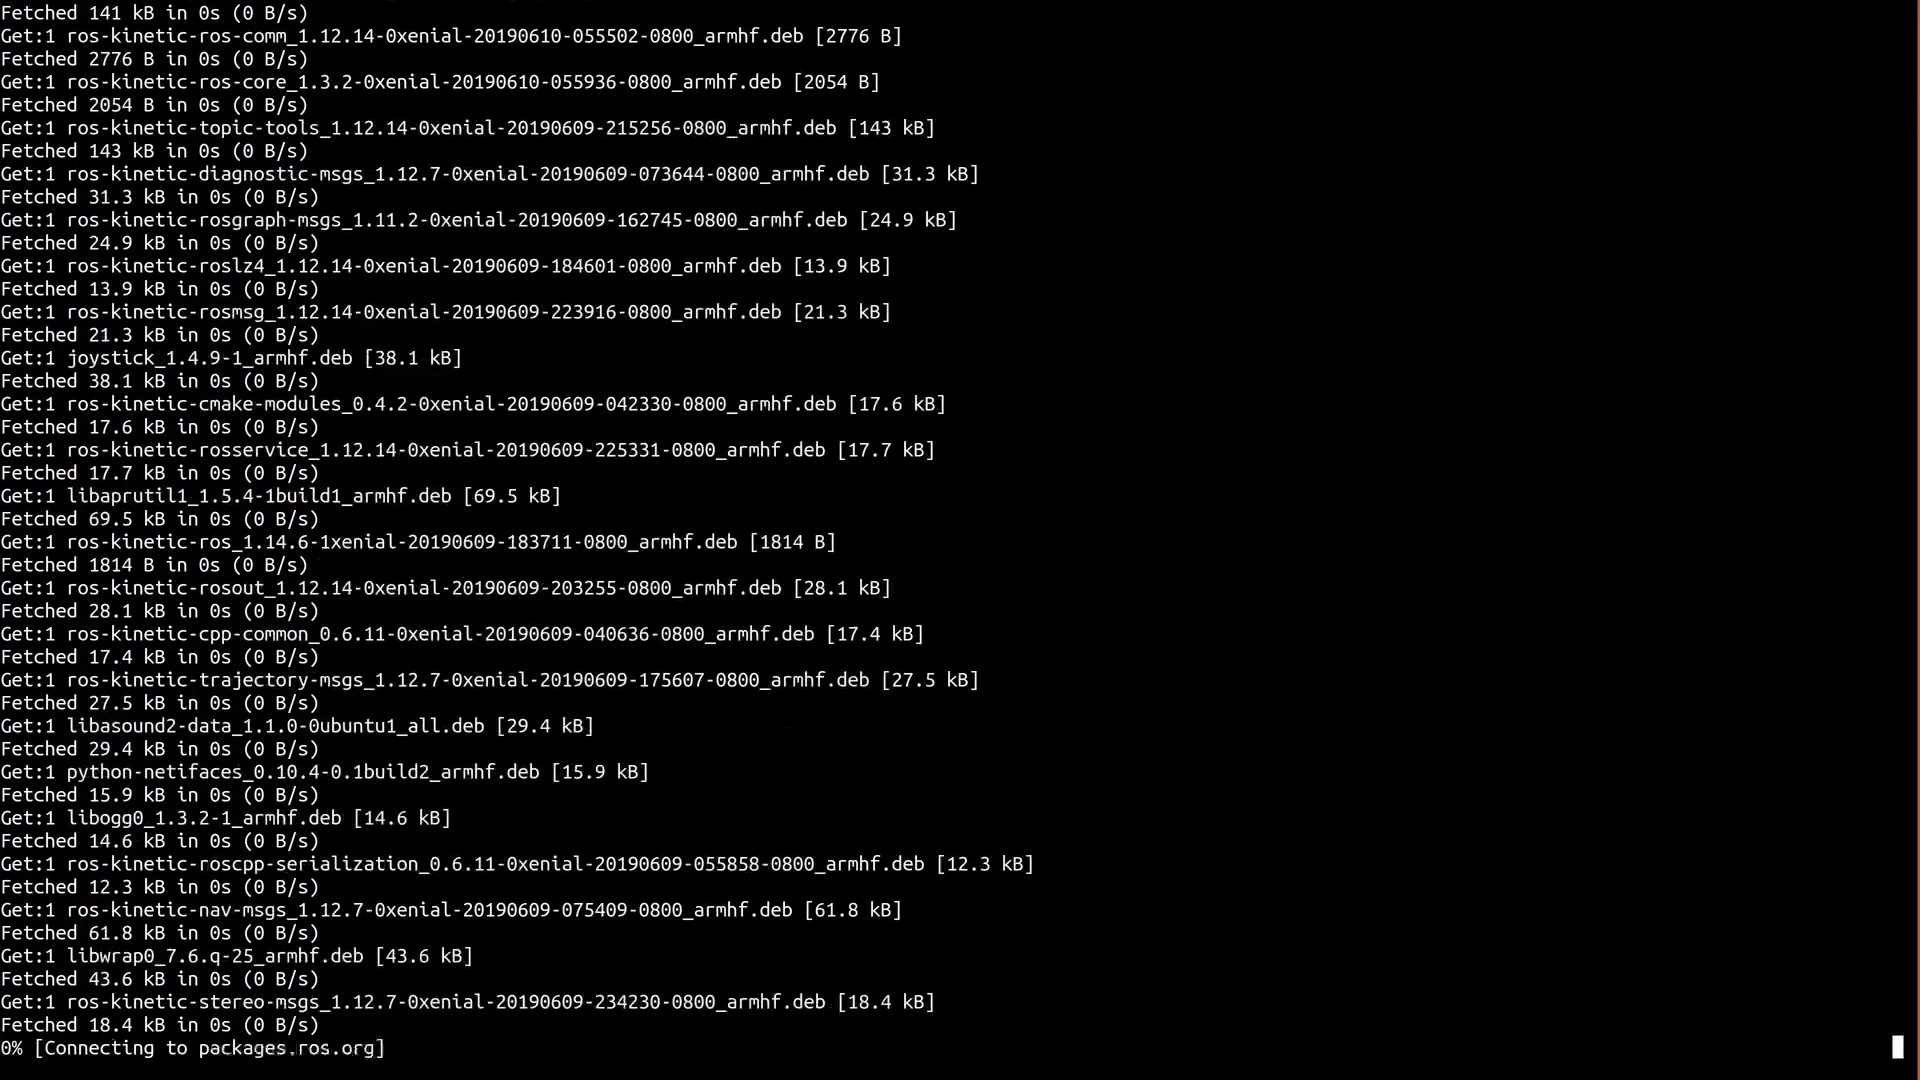 Fetched 141 kB in 0s (0 B/s)
Get:1 ros-kinetic-ros-comm_1.12.14-0xenial-20190610-055502-0800_armhf.deb [2776 B]
Fetched 2776 B in 0s (0 B/s)
Get:1 ros-kinetic-ros-core_1.3.2-0xenial-20190610-055936-0800_armhf.deb [2054 B]
Fetched 2054 B in 0s (0 B/s)
Get:1 ros-kinetic-topic-tools_1.12.14-0xenial-20190609-215256-0800_armhf.deb [143 kB]
Fetched 143 kB in 0s (0 B/s)
Get:1 ros-kinetic-diagnostic-msgs_1.12.7-0xenial-20190609-073644-0800_armhf.deb [31.3 kB]
Fetched 31.3 kB in 0s (0 B/s)
Get:1 ros-kinetic-rosgraph-msgs_1.11.2-0xenial-20190609-162745-0800_armhf.deb [24.9 kB]
Fetched 24.9 kB in 0s (0 B/s)
Get:1 ros-kinetic-roslz4_1.12.14-0xenial-20190609-184601-0800_armhf.deb [13.9 kB]
Fetched 13.9 kB in 0s (0 B/s)
Get:1 ros-kinetic-rosmsg_1.12.14-0xenial-20190609-223916-0800_armhf.deb [21.3 kB]
Fetched 21.3 kB in 0s (0 B/s)
Get:1 joystick_1.4.9-1_armhf.deb [38.1 kB]
Fetched 38.1 kB in 0s (0 B/s)
Get:1 ros-kinetic-cmake-modules_0.4.2-0xenial-20190609-042330-0800_armhf.deb [17.6 kB]
Fetched 17.6 kB in 0s (0 B/s)
Get:1 ros-kinetic-rosservice_1.12.14-0xenial-20190609-225331-0800_armhf.deb [17.7 kB]
Fetched 17.7 kB in 0s (0 B/s)
Get:1 libaprutil1_1.5.4-1build1_armhf.deb [69.5 kB]
Fetched 69.5 kB in 0s (0 B/s)
Get:1 ros-kinetic-ros_1.14.6-1xenial-20190609-183711-0800_armhf.deb [1814 B]
Fetched 1814 B in 0s (0 B/s)
Get:1 ros-kinetic-rosout_1.12.14-0xenial-20190609-203255-0800_armhf.deb [28.1 kB]
Fetched 28.1 kB in 0s (0 B/s)
Get:1 ros-kinetic-cpp-common_0.6.11-0xenial-20190609-040636-0800_armhf.deb [17.4 kB]
Fetched 17.4 kB in 0s (0 B/s)
Get:1 ros-kinetic-trajectory-msgs_1.12.7-0xenial-20190609-175607-0800_armhf.deb [27.5 kB]
Fetched 27.5 kB in 0s (0 B/s)
Get:1 libasound2-data_1.1.0-0ubuntu1_all.deb [29.4 kB]
Fetched 29.4 kB in 0s (0 B/s)
Get:1 python-netifaces_0.10.4-0.1build2_armhf.deb [15.9 kB]
Fetched 15.9 kB in 0s (0 B/s)
Get:1 libogg0_1.3.2-1_armhf.deb [14.6 kB]
Fetched 14.6 kB in 0s (0 B/s)
Get:1 ros-kinetic-roscpp-serialization_0.6.11-0xenial-20190609-055858-0800_armhf.deb [12.3 kB]
Fetched 12.3 kB in 0s (0 B/s)
Get:1 ros-kinetic-nav-msgs_1.12.7-0xenial-20190609-075409-0800_armhf.deb [61.8 kB]
Fetched 61.8 kB in 0s (0 B/s)
Get:1 libwrap0_7.6.q-25_armhf.deb [43.6 kB]
Fetched 43.6 kB in 0s (0 B/s)
Get:1 ros-kinetic-stereo-msgs_1.12.7-0xenial-20190609-234230-0800_armhf.deb [18.4 kB]
Fetched 18.4 kB in 0s (0 B/s)
0% [Connecting to packages.ros.org]